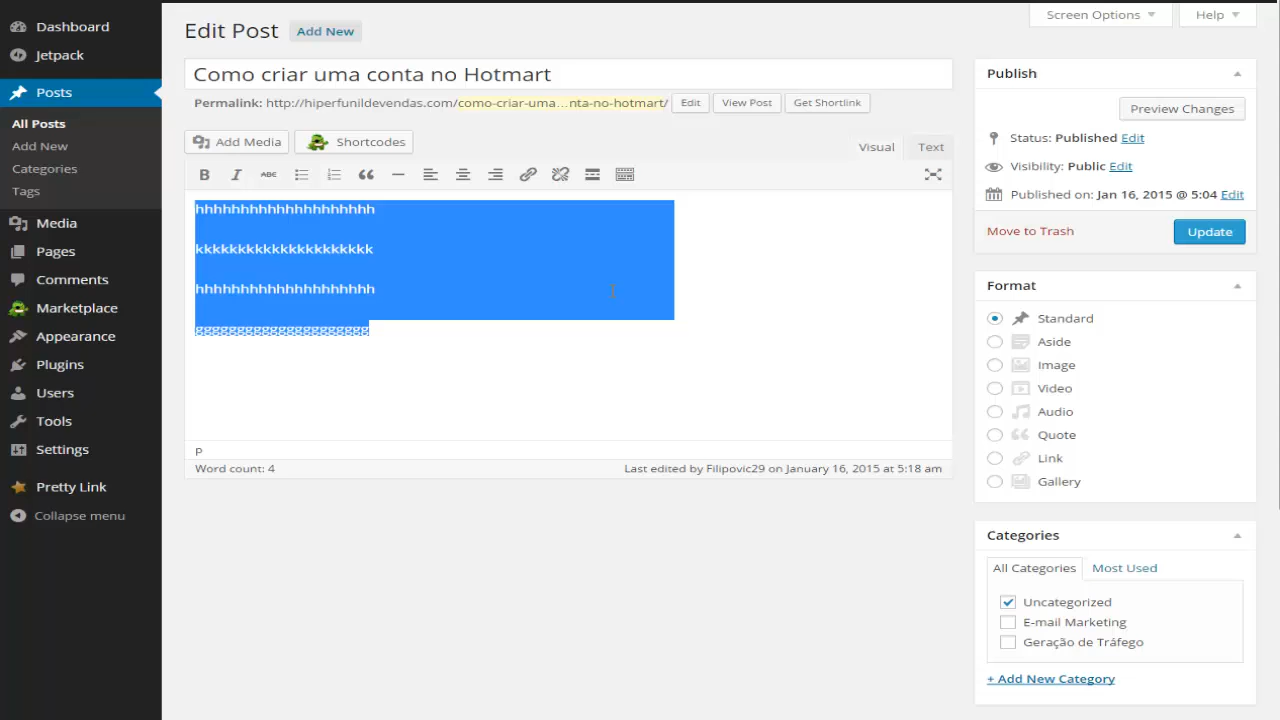 Dashboard
Jetpack
Posts
All Posts
Add New
Categories
Tags
Media
Pages
Comments
Marketplace
Appearance
Plugins
Users
Tools
Settings
Pretty Link
Collapse menu
Screen Options
Help
Edit Post
Add New
Como criar uma conta no Hotmart
Permalink: http://hiperfunildevendas.com/como-criar-uma…nta-no-hotmart/ Edit View Post Get Shortlink
Add Media
Shortcodes
Visual
Text
B I ABC
hhhhhhhhhhhhhhhhhhhh
kkkkkkkkkkkkkkkkkkkkk
hhhhhhhhhhhhhhhhhhhh
ggggggggggggggggggggg
p
Word count: 4
Last edited by Filipovic29 on January 16, 2015 at 5:18 am
Publish
Preview Changes
Status: Published Edit
Visibility: Public Edit
Published on: Jan 16, 2015 @ 5:04 Edit
Move to Trash
Update
Format
Standard
Aside
Image
Video
Audio
Quote
Link
Gallery
Categories
All Categories
Most Used
Uncategorized
E-mail Marketing
Geração de Tráfego
+ Add New Category